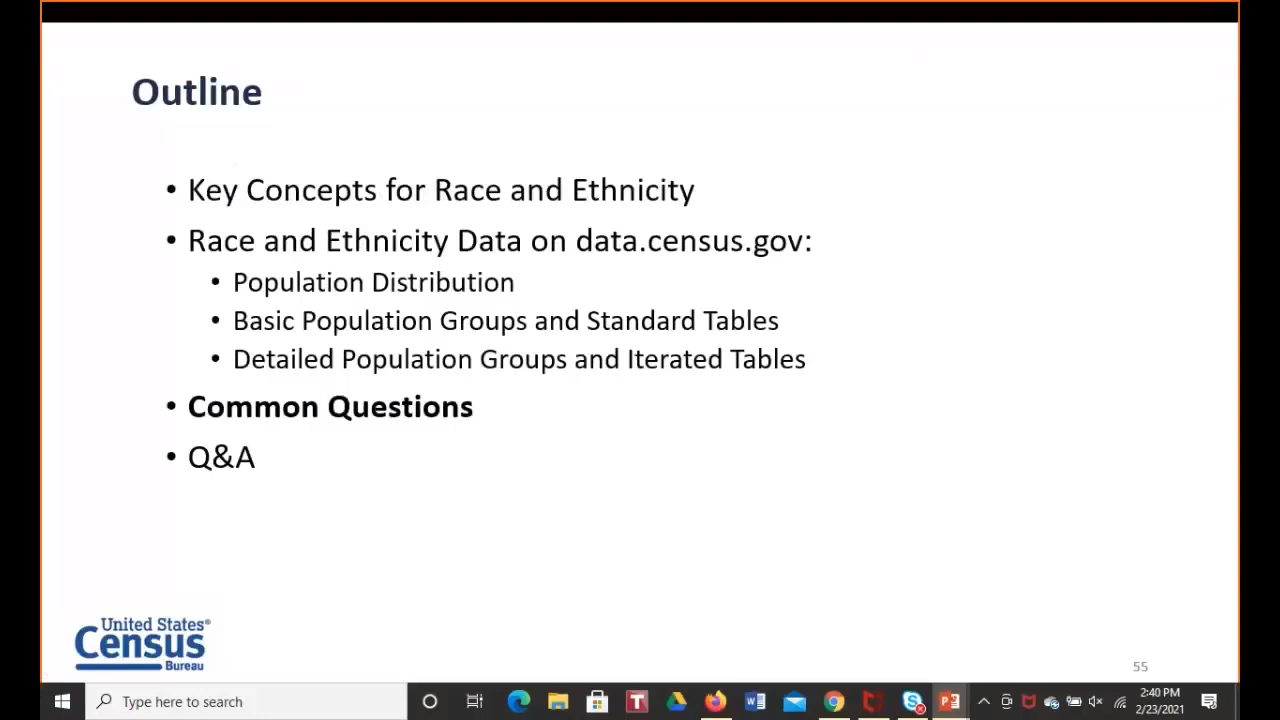 Outline
• Key Concepts for Race and Ethnicity
• Race and Ethnicity Data on data.census.gov:
• Population Distribution
• Basic Population Groups and Standard Tables
• Detailed Population Groups and Iterated Tables
• Common Questions
• Q&A
United States®
Census
Bureau
55
Type here to search
2:40 PM
2/23/2021